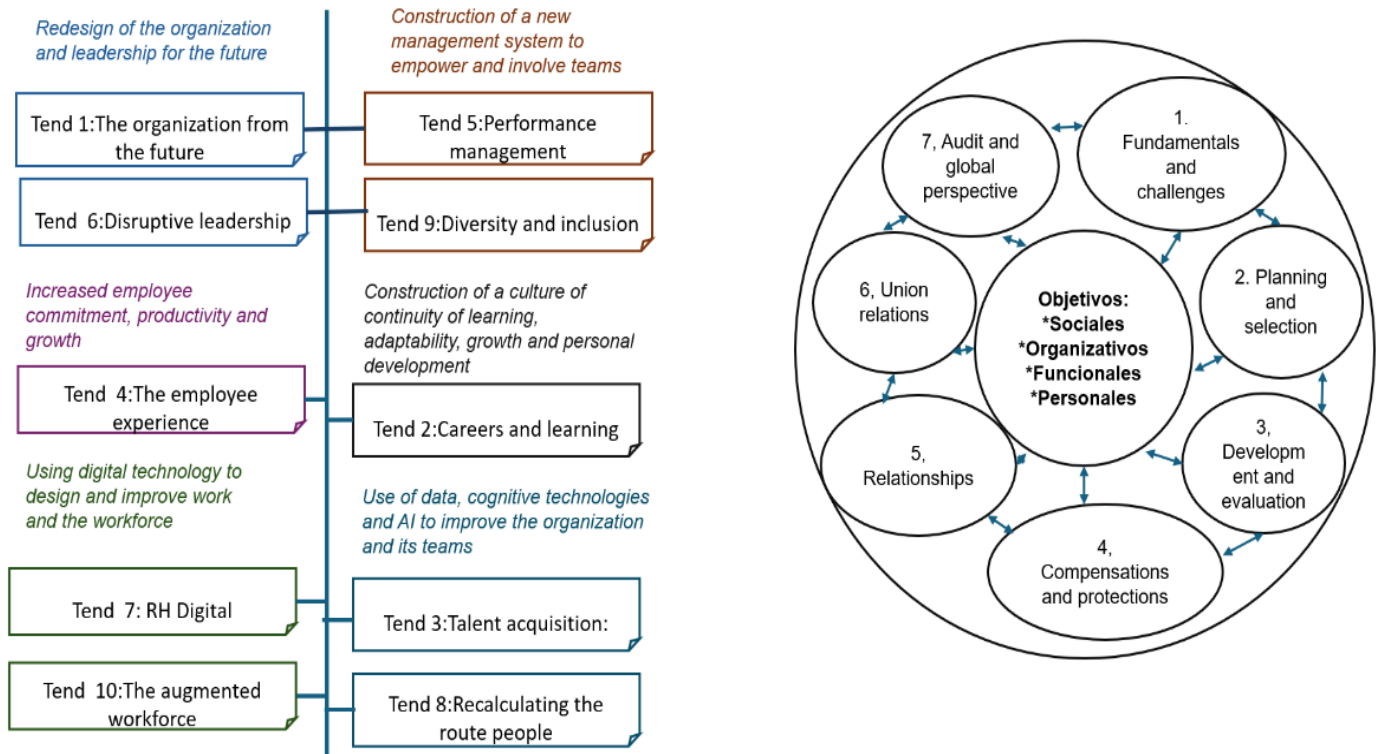 Redesign of the organization
and leadership for the future
Tend 1:The organization from
the future
Tend 6:Disruptive leadership
Increased employee
commitment, productivity and
growth
Tend 4:The employee
experience
Using digital technology to
design and improve work
and the workforce
Tend 7: RH Digital
Tend 10:The augmented
workforce
Construction of a new
management system to
empower and involve teams
Tend 5:Performance
management
Tend 9:Diversity and inclusion
Construction of a culture of
continuity of learning,
adaptability, growth and personal
development
Tend 2:Careers and learning
Use of data, cognitive technologies
and AI to improve the organization
and its teams
Tend 3:Talent acquisition:
Tend 8:Recalculating the
route people
1.
Fundamentals
and
challenges
2. Planning
and
selection
3,
Developm
ent and
evaluation
4,
Compensations
and protections
5,
Relationships
6, Union
relations
7, Audit and
global
perspective
Objetivos:
*Sociales
*Organizativos
*Funcionales
*Personales